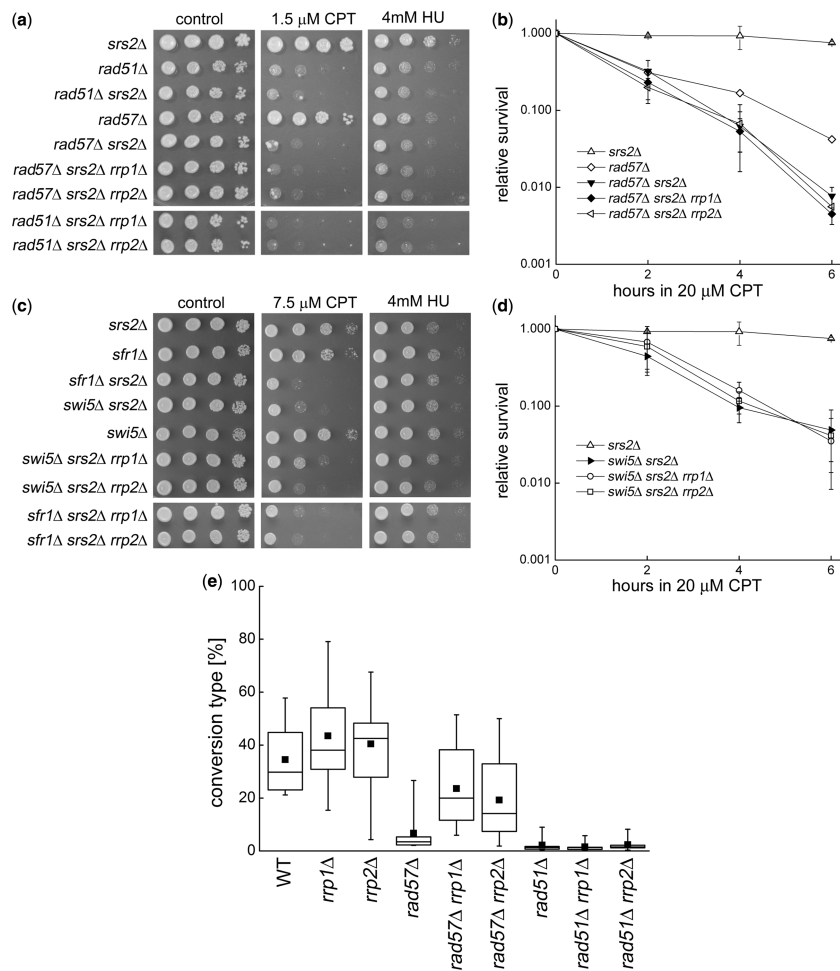 (a)
control 1.5 μM CPT 4mM HU
srs2Δ
rad51Δ
rad51Δ srs2Δ
rad57Δ
rad57Δ srs2Δ
rad57Δ srs2Δ rrp1Δ
rad57Δ srs2Δ rrp2Δ
rad51Δ srs2Δ rrp1Δ
rad51Δ srs2Δ rrp2Δ
(b)
relative survival
1.000
0.100
0.010
0.001
srs2Δ
rad57Δ
rad57Δ srs2Δ
rad57Δ srs2Δ rrp1Δ
rad57Δ srs2Δ rrp2Δ
0 2 4 6
hours in 20 μM CPT
(c)
control 7.5 μM CPT 4mM HU
srs2Δ
sfr1Δ
sfr1Δ srs2Δ
swi5Δ srs2Δ
swi5Δ
swi5Δ srs2Δ rrp1Δ
swi5Δ srs2Δ rrp2Δ
sfr1Δ srs2Δ rrp1Δ
sfr1Δ srs2Δ rrp2Δ
(d)
relative survival
1.000
0.100
0.010
0.001
srs2Δ
swi5Δ srs2Δ
swi5Δ srs2Δ rrp1Δ
swi5Δ srs2Δ rrp2Δ
0 2 4 6
hours in 20 μM CPT
(e)
conversion type [%]
100
80
60
40
20
0
WT
rrp1Δ
rrp2Δ
rad57Δ
rad57Δ rrp1Δ
rad57Δ rrp2Δ
rad51Δ
rad51Δ rrp1Δ
rad51Δ rrp2Δ